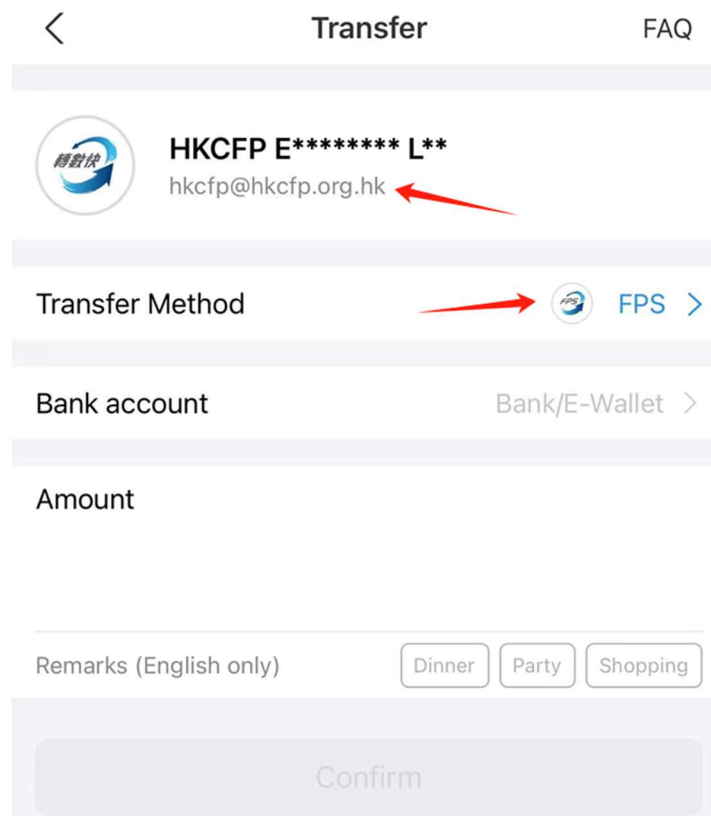 Transfer
FAQ
轉數快
HKCFP E******** L**
hkcfp@hkcfp.org.hk
Transfer Method
FPS
FPS
Bank account
Bank/E-Wallet
Amount
Remarks (English only)
Dinner
Party
Shopping
Confirm